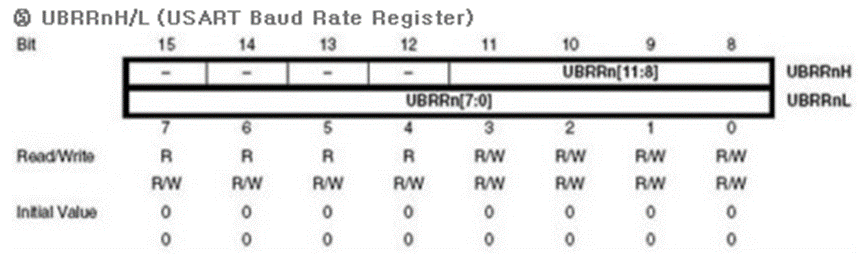 ⑤ UBRRnH/L (USART Baud Rate Register)
Bit 15 14 13 12 11 10 9 8
– – – – UBRRn[11:8] UBRRnH
UBRRn[7:0] UBRRnL
7 6 5 4 3 2 1 0
Read/Write R R R R R/W R/W R/W R/W
R/W R/W R/W R/W R/W R/W R/W R/W
Initial Value 0 0 0 0 0 0 0 0
0 0 0 0 0 0 0 0